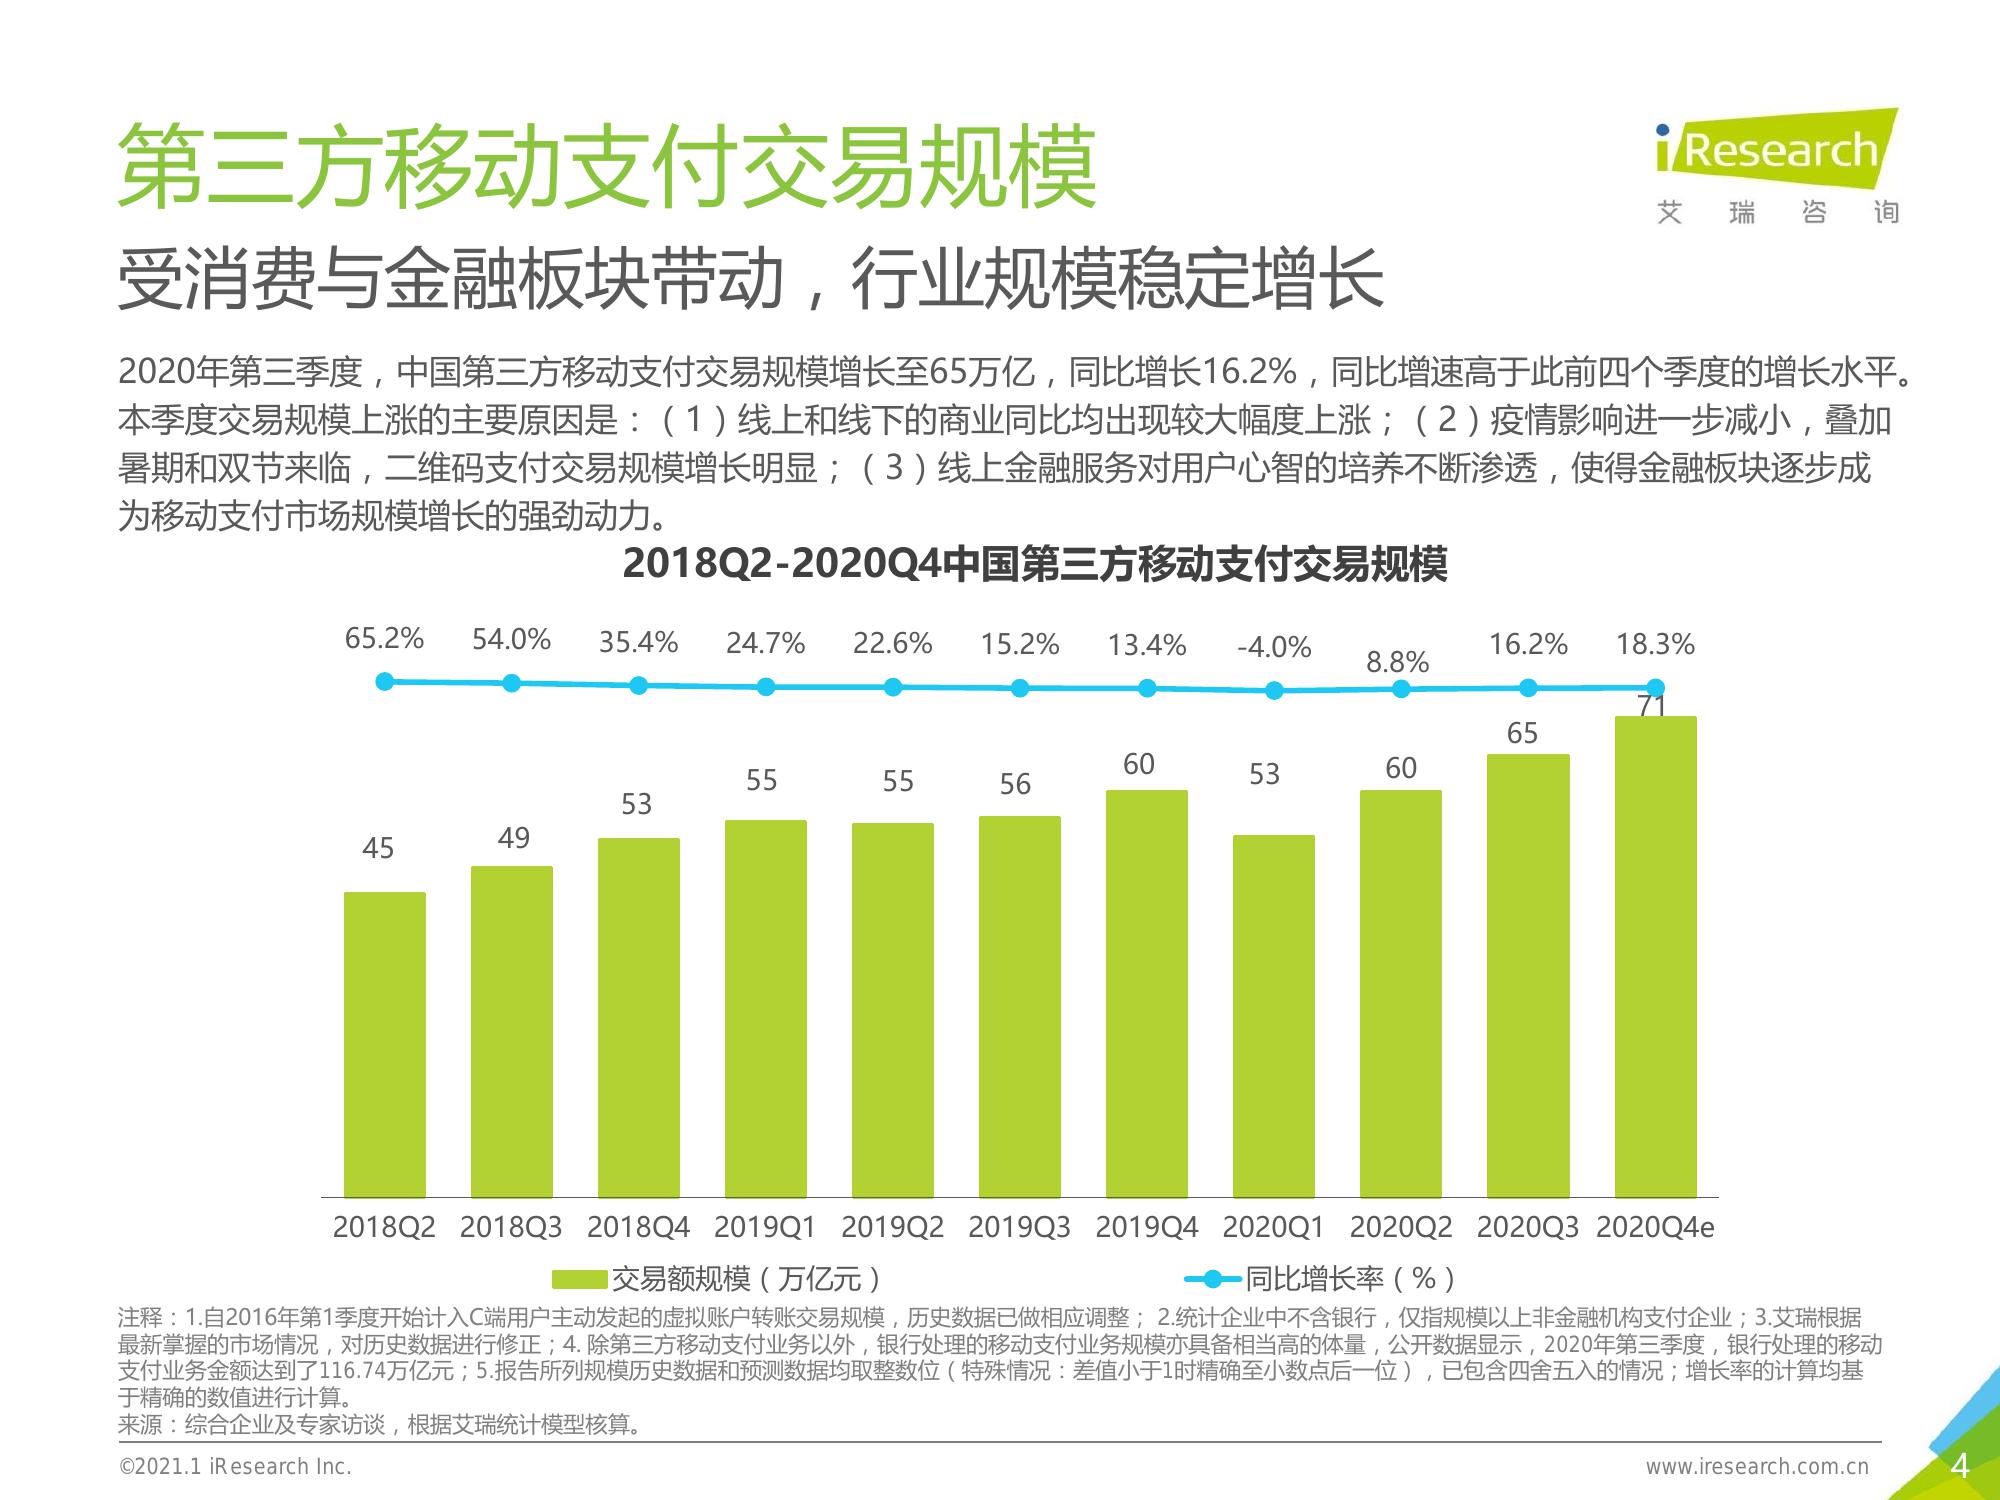 第三方移动支付交易规模
iResearch
艾瑞咨询
受消费与金融板块带动，行业规模稳定增长
2020年第三季度，中国第三方移动支付交易规模增长至65万亿，同比增长16.2%，同比增速高于此前四个季度的增长水平。
本季度交易规模上涨的主要原因是：（1）线上和线下的商业同比均出现较大幅度上涨；（2）疫情影响进一步减小，叠加
暑期和双节来临，二维码支付交易规模增长明显；（3）线上金融服务对用户心智的培养不断渗透，使得金融板块逐步成
为移动支付市场规模增长的强劲动力。
2018Q2-2020Q4中国第三方移动支付交易规模
65.2% 54.0% 35.4% 24.7% 22.6% 15.2% 13.4% -4.0% 8.8% 16.2% 18.3%
45 49 53 55 55 56 60 53 60 65 71
2018Q2 2018Q3 2018Q4 2019Q1 2019Q2 2019Q3 2019Q4 2020Q1 2020Q2 2020Q3 2020Q4e
交易额规模（万亿元） 同比增长率（%）
注释：1.自2016年第1季度开始计入C端用户主动发起的虚拟账户转账交易规模，历史数据已做相应调整； 2.统计企业中不含银行，仅指规模以上非金融机构支付企业；3.艾瑞根据
最新掌握的市场情况，对历史数据进行修正；4. 除第三方移动支付业务以外，银行处理的移动支付业务规模亦具备相当高的体量，公开数据显示，2020年第三季度，银行处理的移动
支付业务金额达到了116.74万亿元；5.报告所列规模历史数据和预测数据均取整数位（特殊情况：差值小于1时精确至小数点后一位），已包含四舍五入的情况；增长率的计算均基
于精确的数值进行计算。
来源：综合企业及专家访谈，根据艾瑞统计模型核算。
©2021.1 iResearch Inc.
www.iresearch.com.cn
4